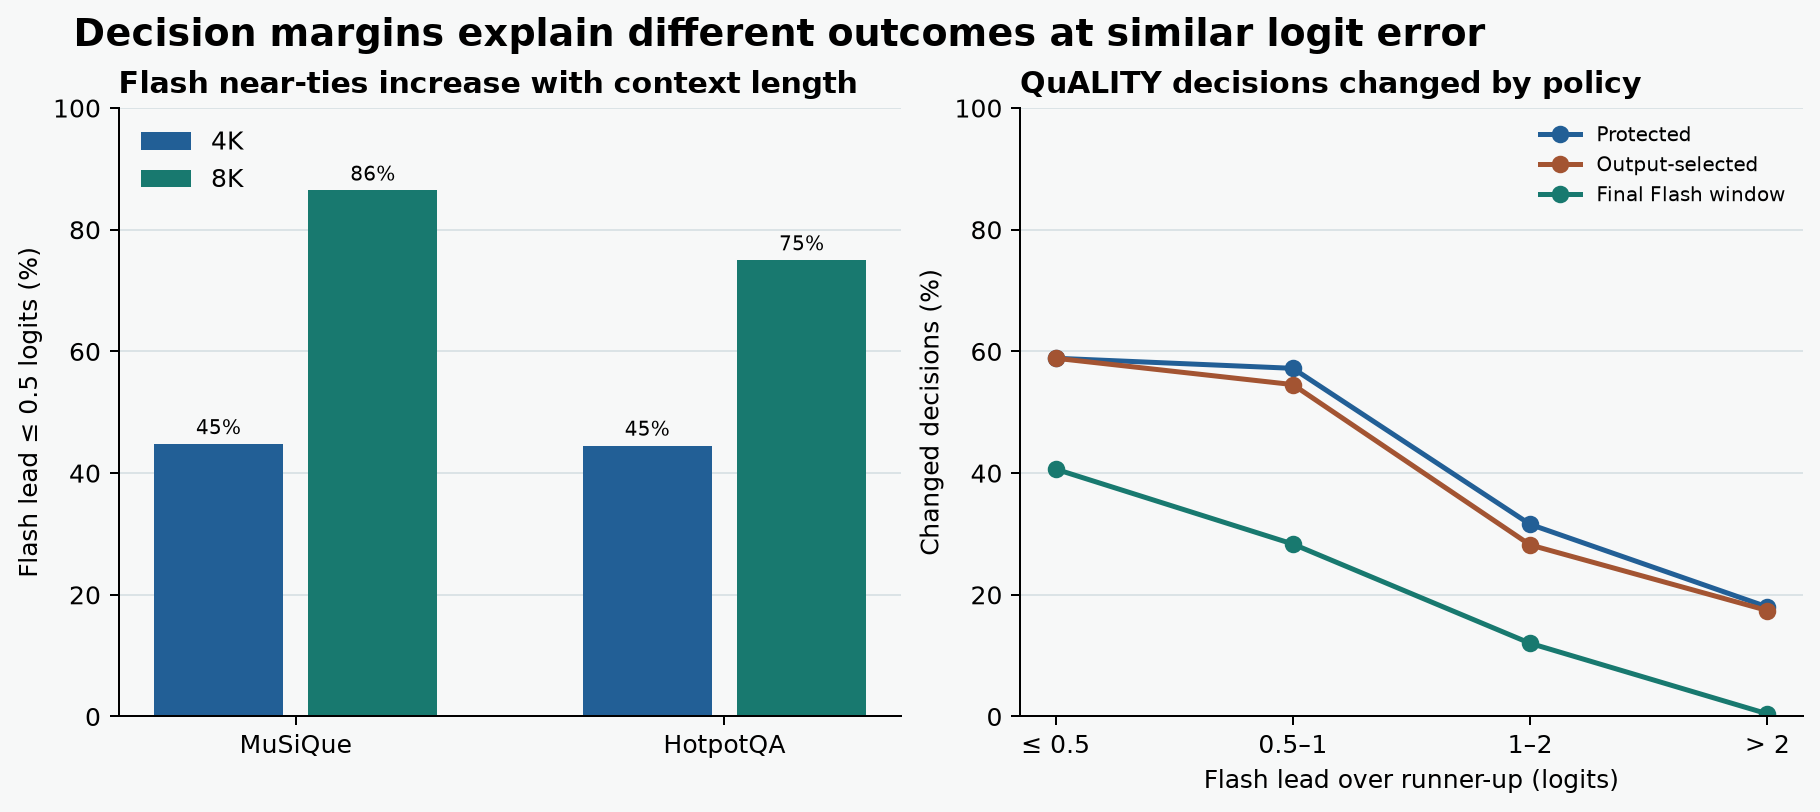 Decision margins explain different outcomes at similar logit error
Flash near-ties increase with context length
Flash lead ≤ 0.5 logits (%)
100
80
60
40
20
0
4K
8K
45%
86%
45%
75%
MuSiQue
HotpotQA
QuALITY decisions changed by policy
Changed decisions (%)
100
80
60
40
20
0
Protected
Output-selected
Final Flash window
≤ 0.5
0.5–1
1–2
> 2
Flash lead over runner-up (logits)